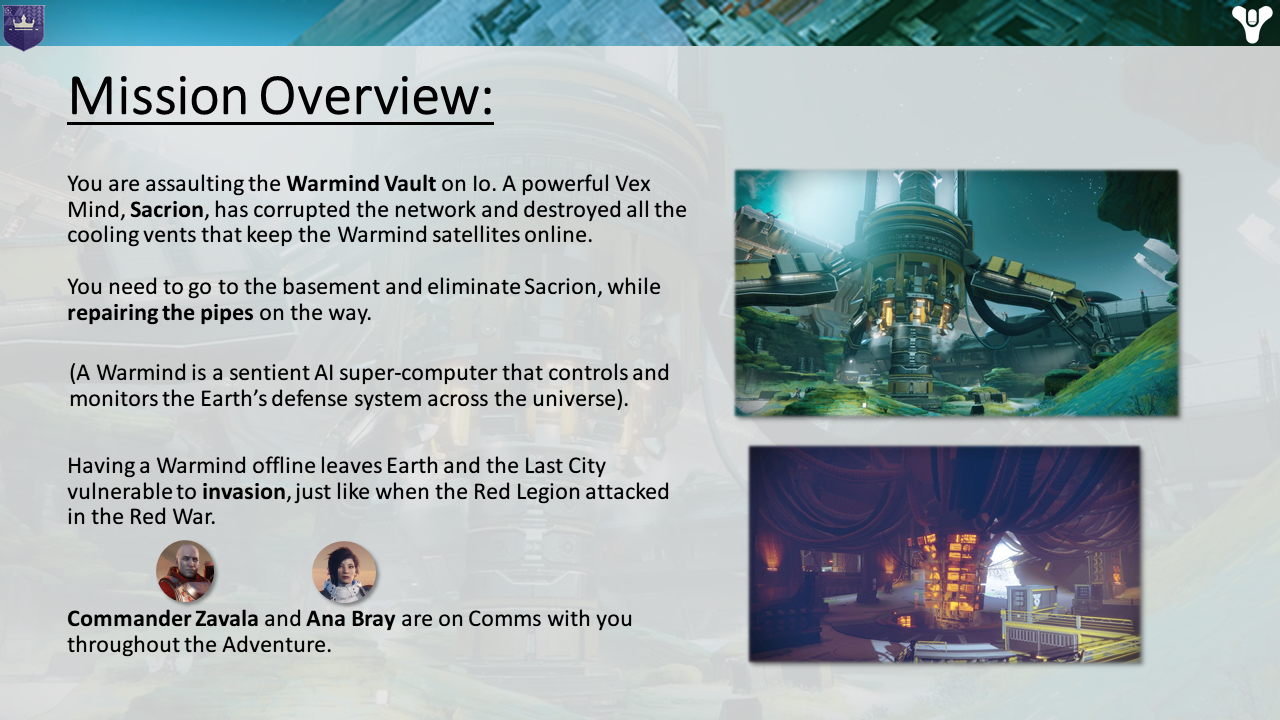 Mission Overview:
You are assaulting the Warmind Vault on Io. A powerful Vex
Mind, Sacrion, has corrupted the network and destroyed all the
cooling vents that keep the Warmind satellites online.
You need to go to the basement and eliminate Sacrion, while
repairing the pipes on the way.
(A Warmind is a sentient AI super-computer that controls and
monitors the Earth’s defense system across the universe).
Having a Warmind offline leaves Earth and the Last City
vulnerable to invasion, just like when the Red Legion attacked
in the Red War.
Commander Zavala and Ana Bray are on Comms with you
throughout the Adventure.